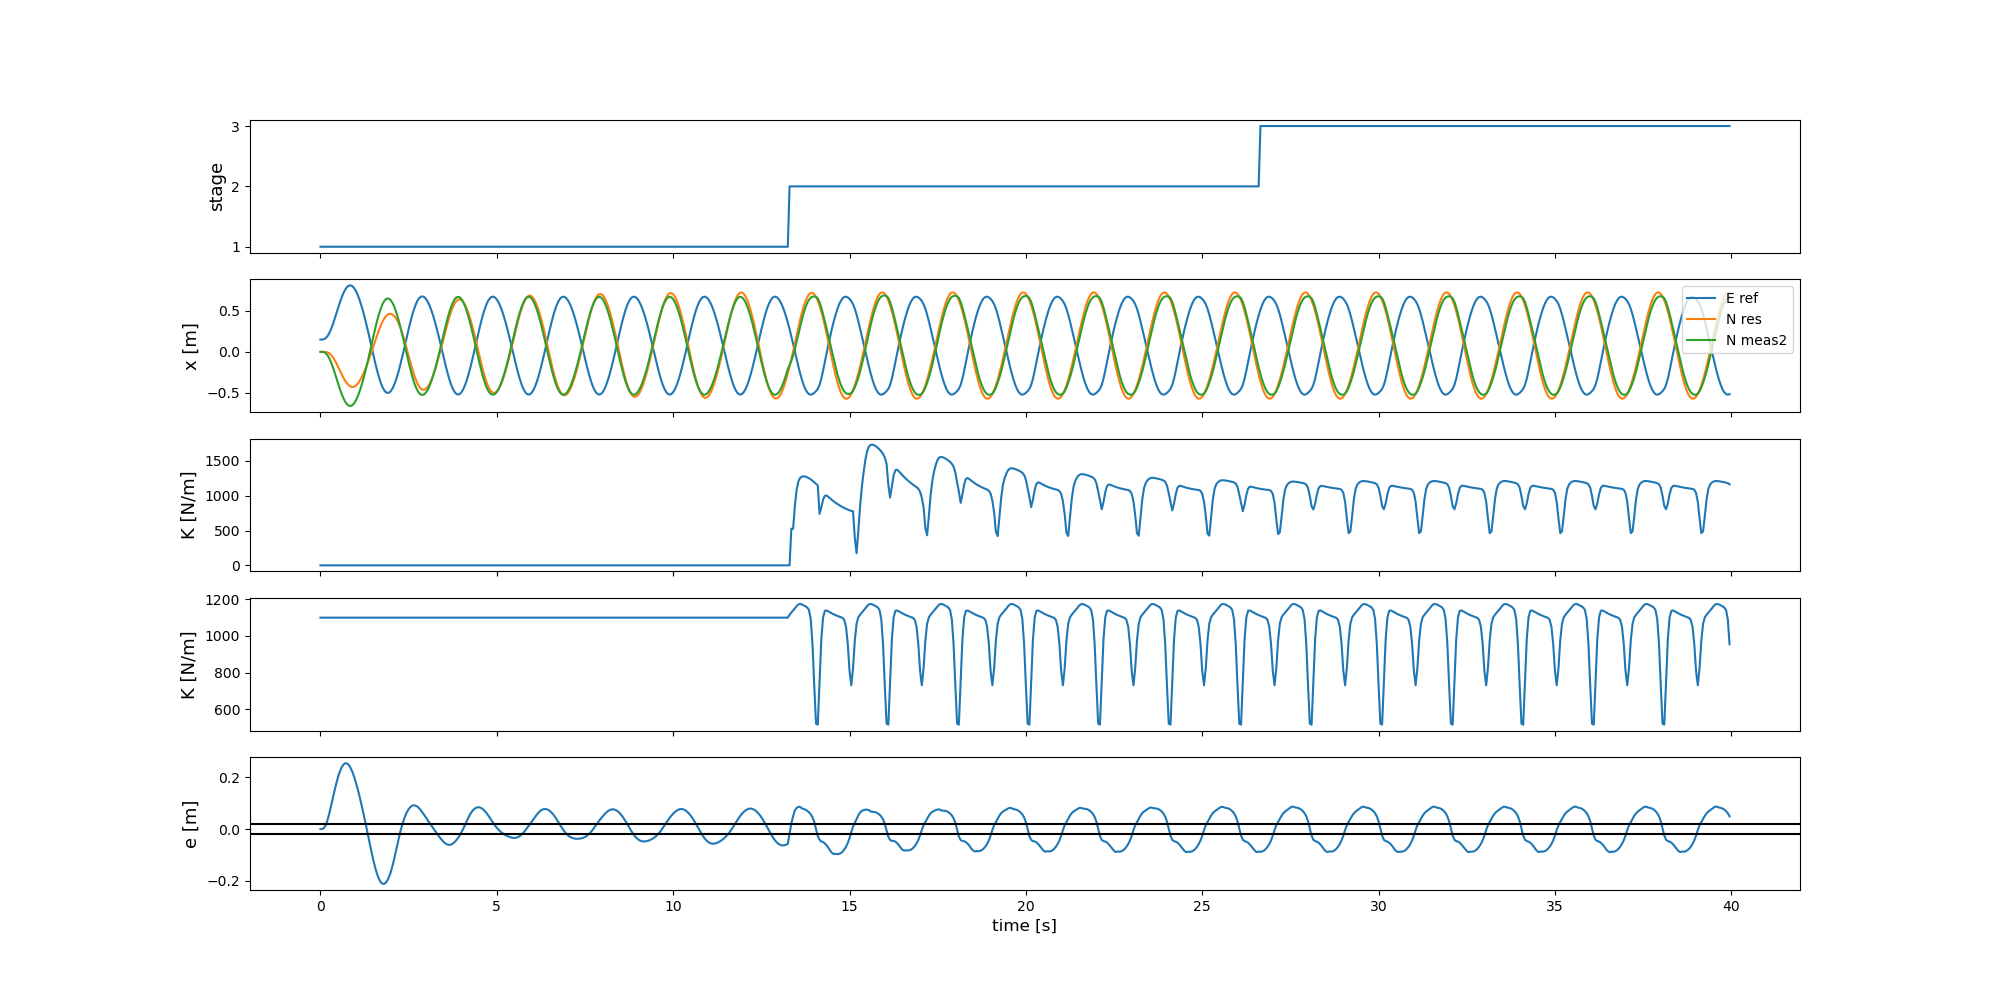 stage
3
2
1
x [m]
0.5
0.0
−0.5
E ref
N res
N meas2
K [N/m]
1500
1000
500
0
K [N/m]
1200
1000
800
600
e [m]
0.2
0.0
−0.2
0 5 10 15 20 25 30 35 40
time [s]